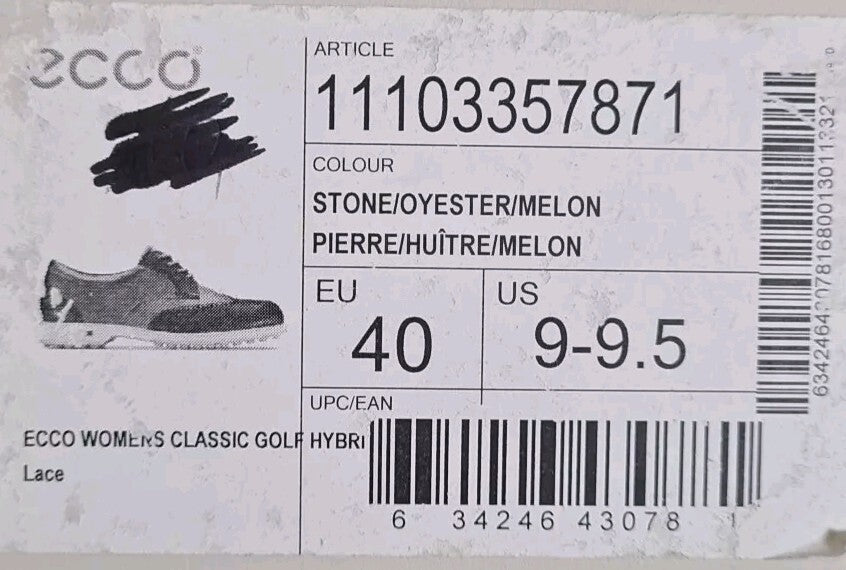 ecco
ARTICLE
11103357871
COLOUR
STONE/OYESTER/MELON
PIERRE/HUÎTRE/MELON
EU
40
US
9-9.5
UPC/EAN
6 34246 43078 1
ECCO WOMENS CLASSIC GOLF HYBRI
Lace